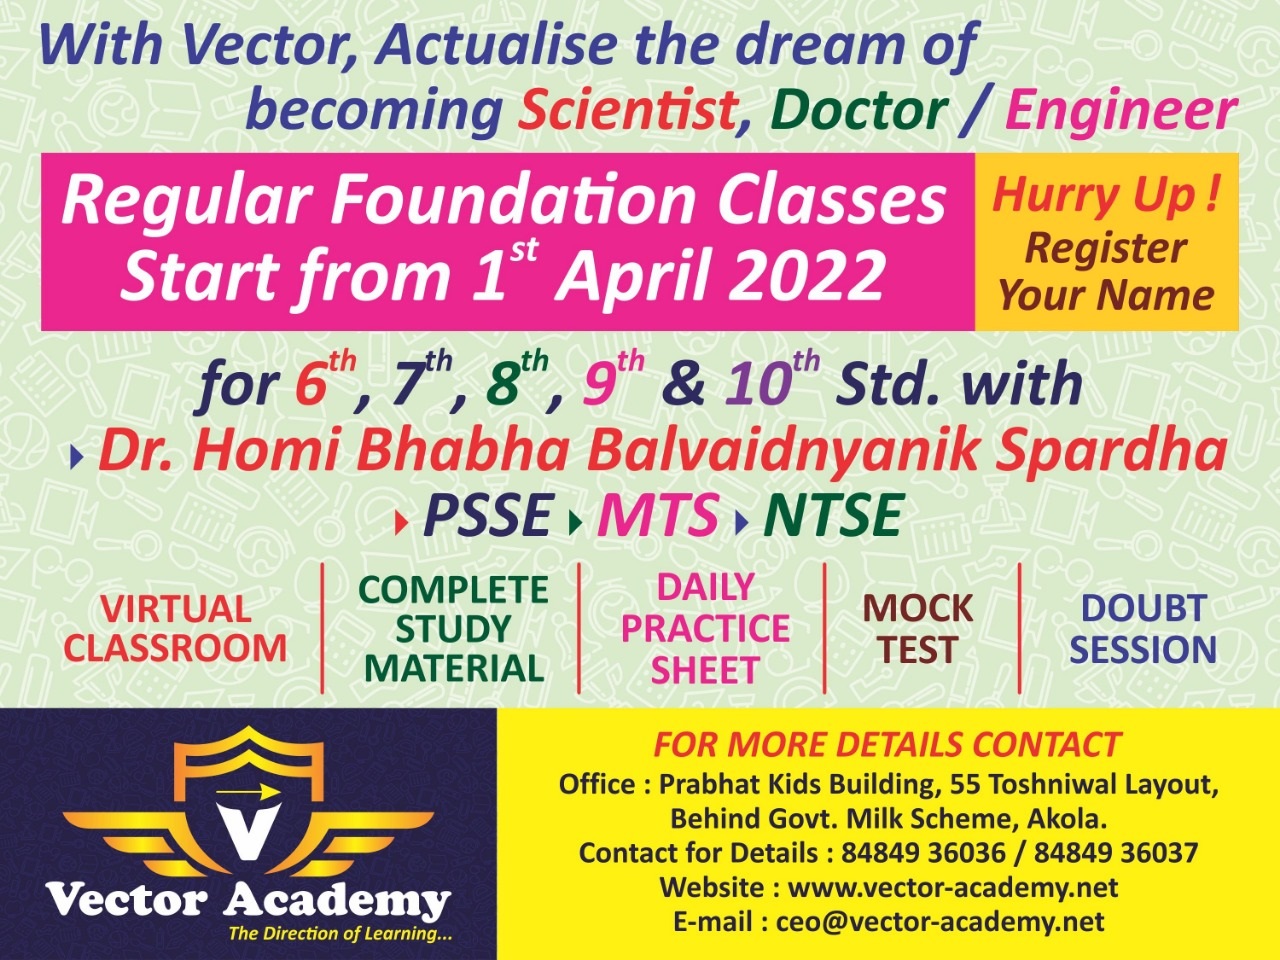 With Vector, Actualise the dream of
becoming Scientist, Doctor / Engineer
Regular Foundation Classes
Start from 1st April 2022
Hurry Up !
Register
Your Name
for 6th, 7th, 8th, 9th & 10th Std. with
Dr. Homi Bhabha Balvaidnyanik Spardha
PSSE MTS NTSE
VIRTUAL
CLASSROOM
COMPLETE
STUDY
MATERIAL
DAILY
PRACTICE
SHEET
MOCK
TEST
DOUBT
SESSION
V
Vector Academy
The Direction of Learning...
FOR MORE DETAILS CONTACT
Office : Prabhat Kids Building, 55 Toshniwal Layout,
Behind Govt. Milk Scheme, Akola.
Contact for Details : 84849 36036 / 84849 36037
Website : www.vector-academy.net
E-mail : ceo@vector-academy.net